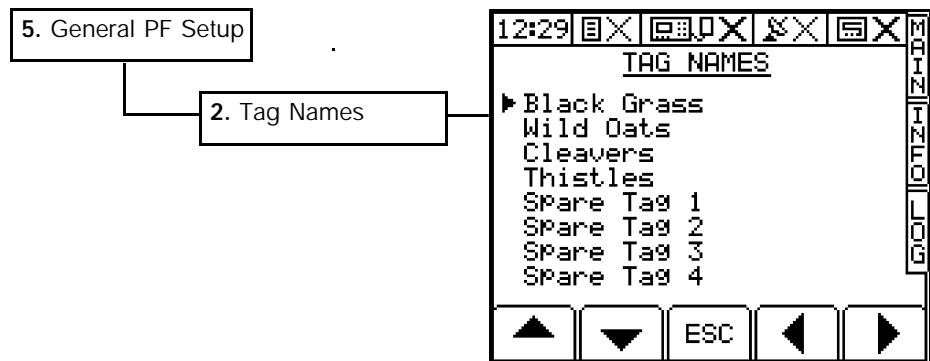 5. General PF Setup
2. Tag Names
12:29
TAG NAMES
Black Grass
Wild Oats
Cleavers
Thistles
Spare Tag 1
Spare Tag 2
Spare Tag 3
Spare Tag 4
MAIN
INFO
LOG
ESC